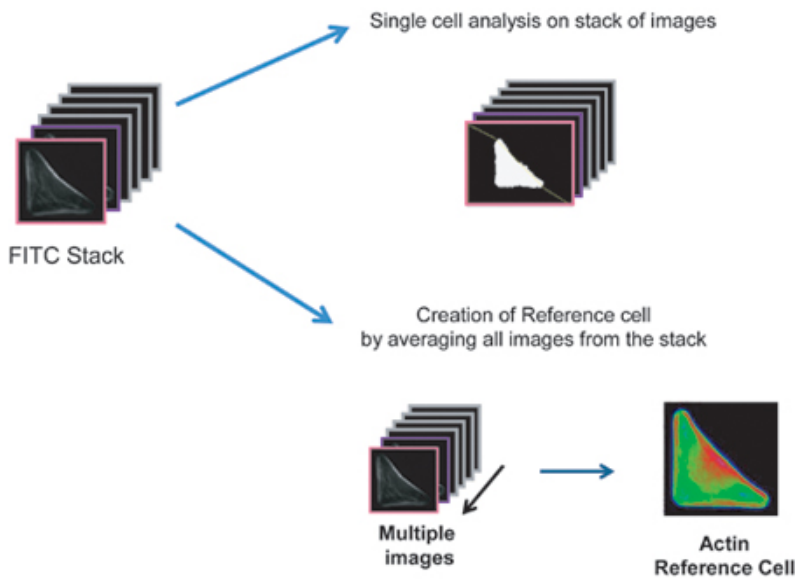 Single cell analysis on stack of images
FITC Stack
Creation of Reference cell
by averaging all images from the stack
Multiple
images
Actin
Reference Cell